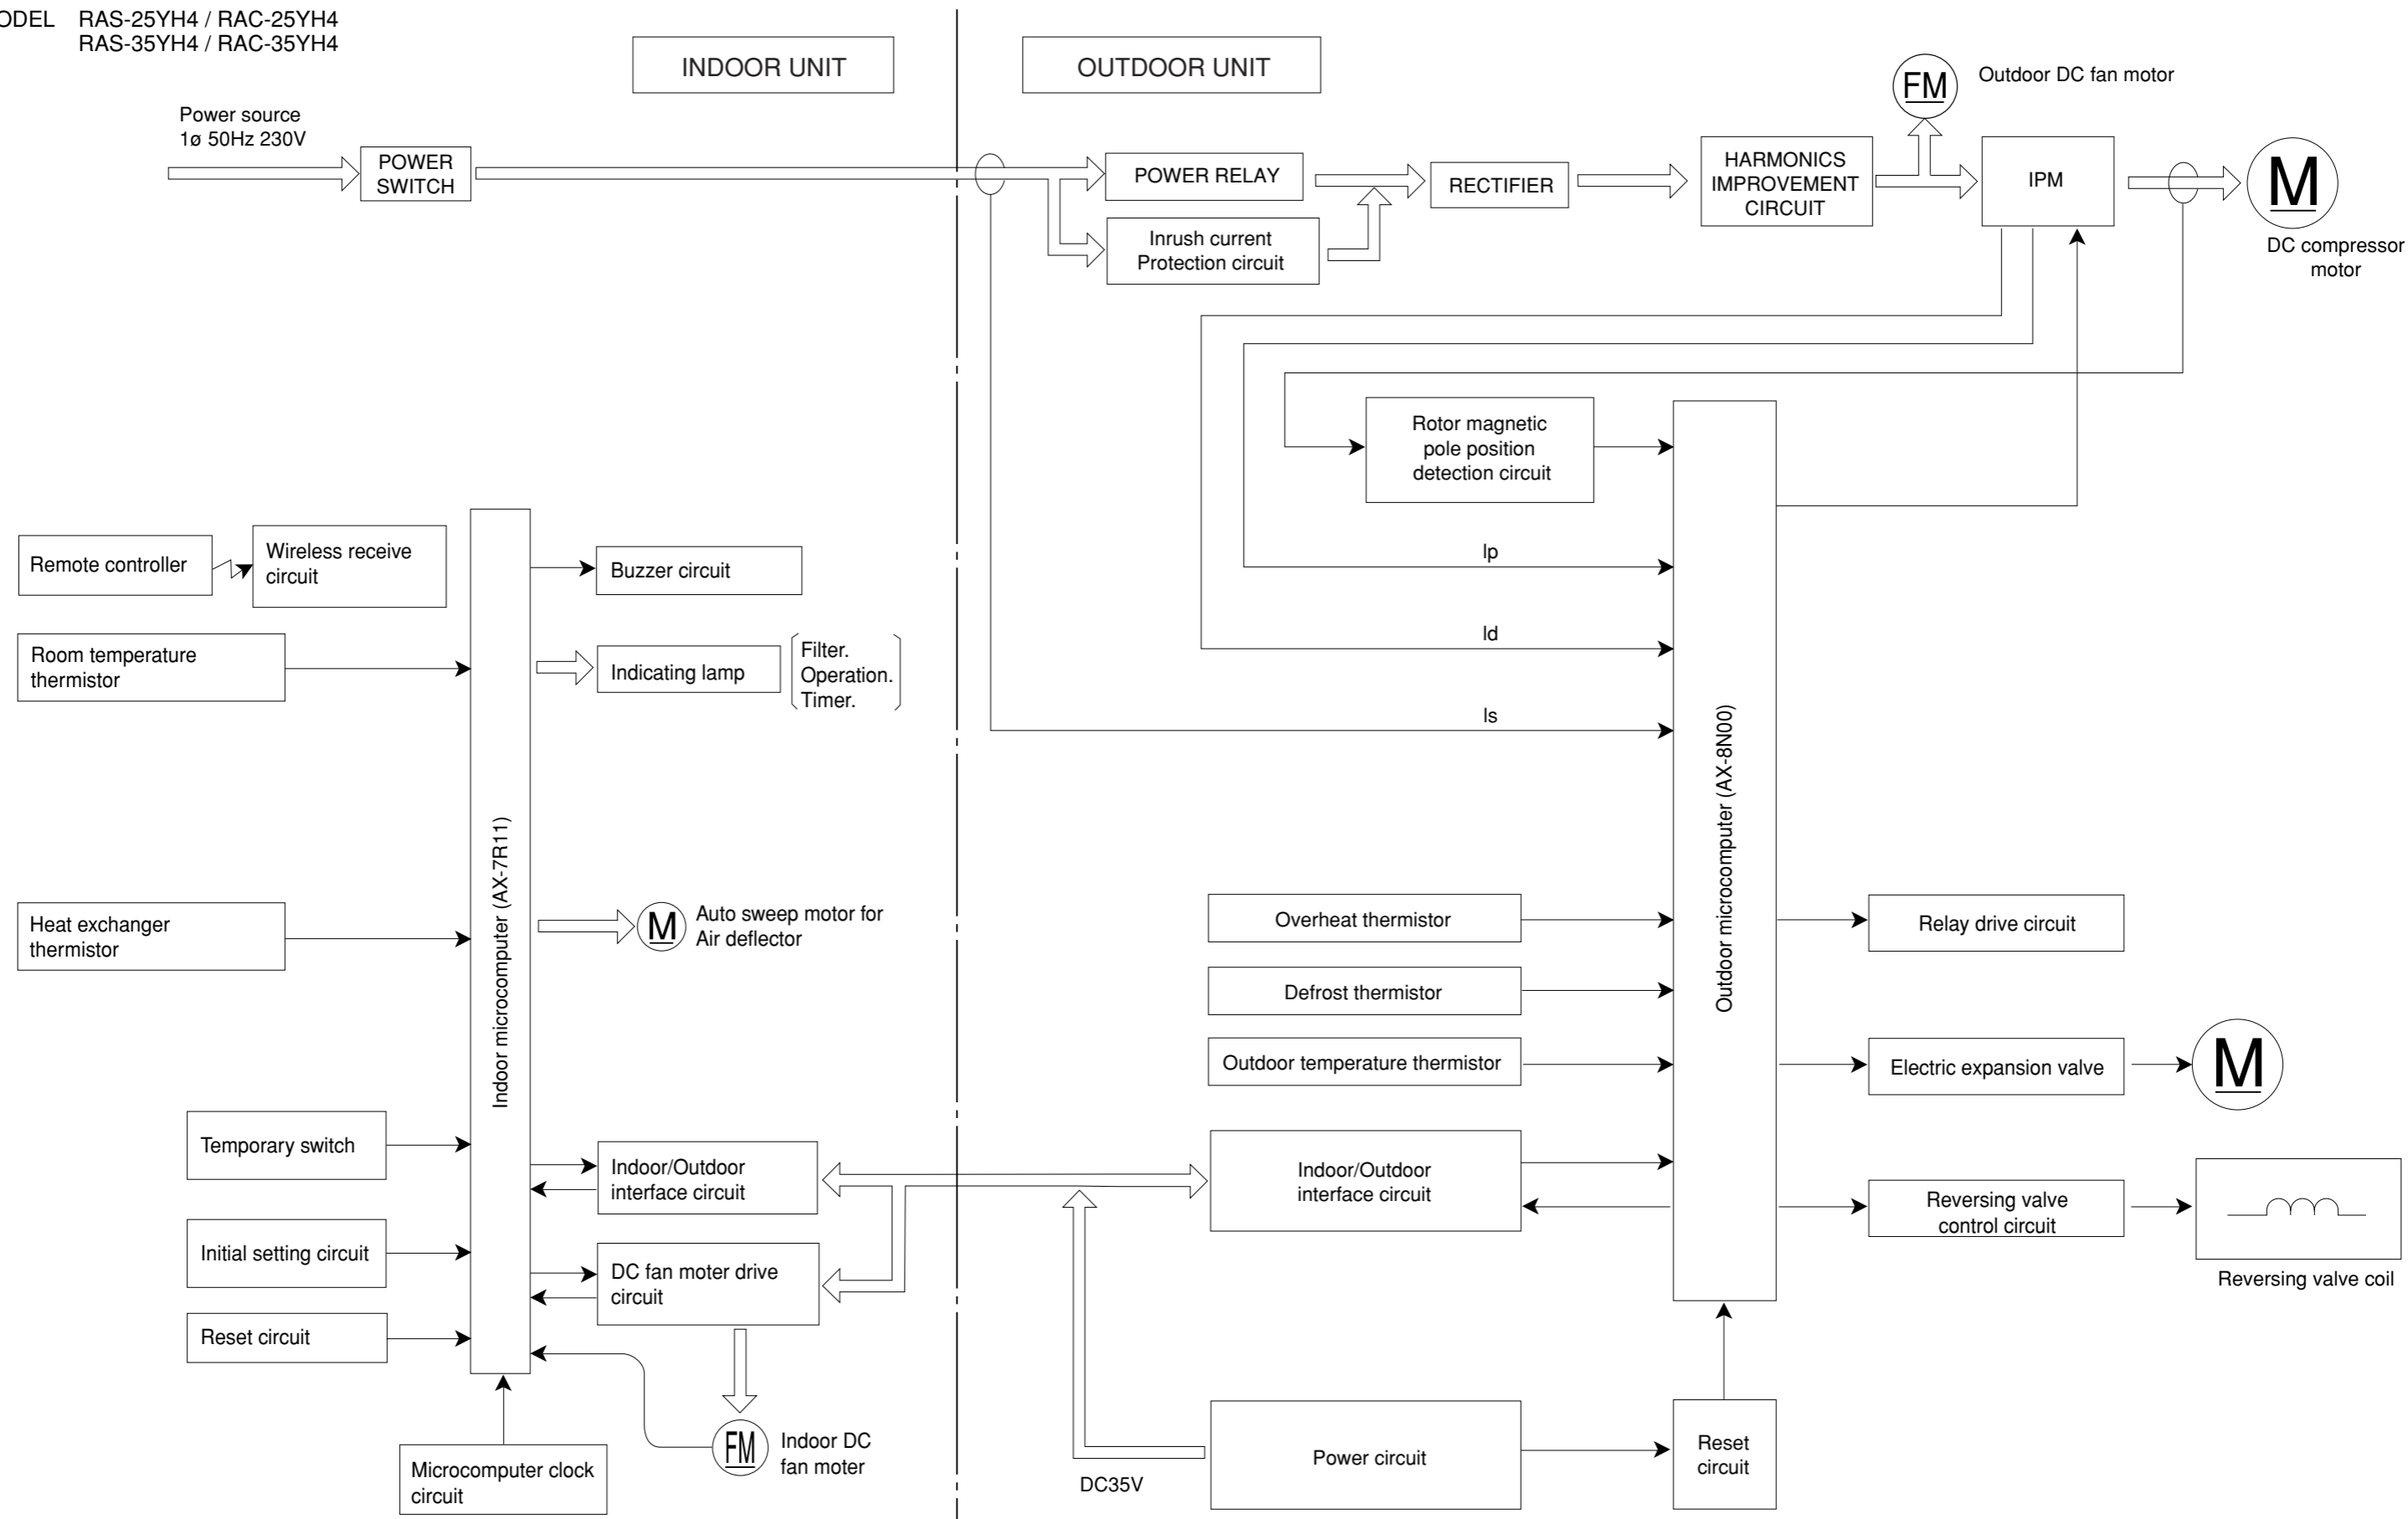 ODEL RAS-25YH4 / RAC-25YH4
RAS-35YH4 / RAC-35YH4
INDOOR UNIT
OUTDOOR UNIT
Power source
1ø 50Hz 230V
POWER
SWITCH
POWER RELAY
Inrush current
Protection circuit
RECTIFIER
HARMONICS
IMPROVEMENT
CIRCUIT
FM
Outdoor DC fan motor
IPM
M
DC compressor
motor
Rotor magnetic
pole position
detection circuit
Ip
Id
Is
Remote controller
Wireless receive
circuit
Room temperature
thermistor
Heat exchanger
thermistor
Temporary switch
Initial setting circuit
Reset circuit
Microcomputer clock
circuit
Indoor microcomputer (AX-7R11)
Buzzer circuit
Indicating lamp
Filter.
Operation.
Timer.
M
Auto sweep motor for
Air deflector
Indoor/Outdoor
interface circuit
DC fan moter drive
circuit
FM
Indoor DC
fan moter
Overheat thermistor
Defrost thermistor
Outdoor temperature thermistor
Indoor/Outdoor
interface circuit
Power circuit
DC35V
Outdoor microcomputer (AX-8N00)
Reset
circuit
Relay drive circuit
Electric expansion valve
M
Reversing valve
control circuit
Reversing valve coil